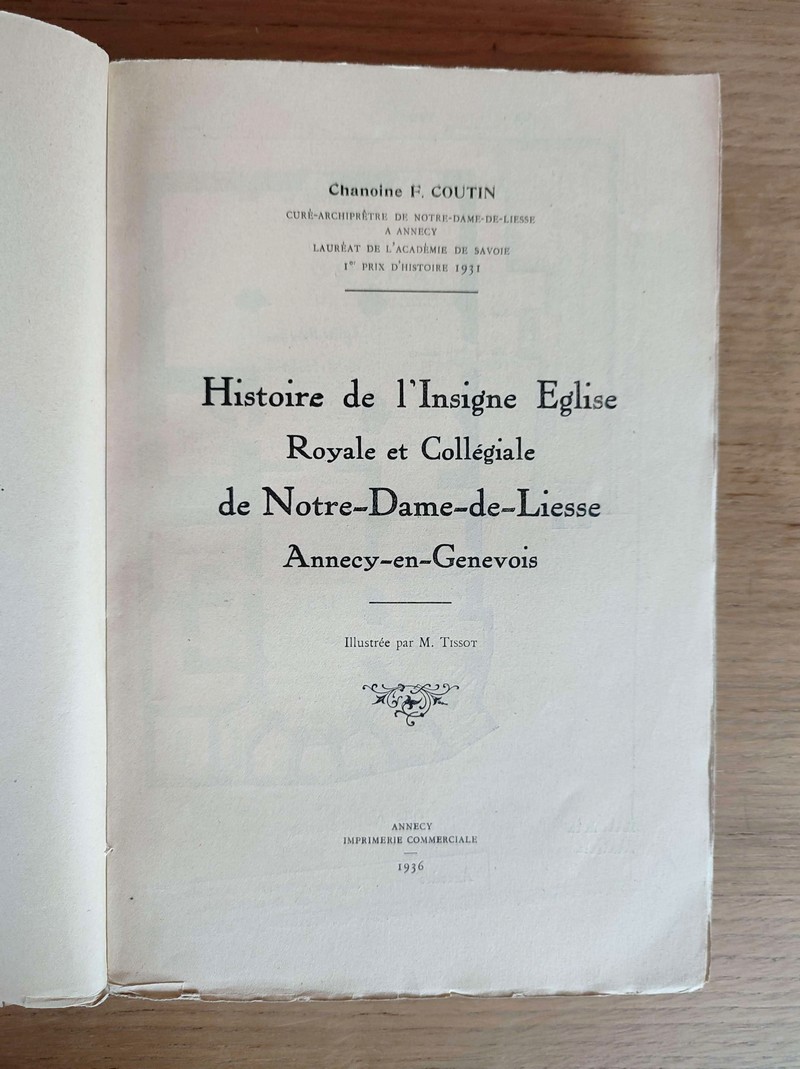 Chanoine F. COUTIN
CURÉ-ARCHIPRÊTRE DE NOTRE-DAME-DE-LIESSE
A ANNECY
LAURÉAT DE L'ACADÉMIE DE SAVOIE
1er PRIX D'HISTOIRE 1931
Histoire de l'Insigne Eglise
Royale et Collégiale
de Notre-Dame-de-Liesse
Annecy-en-Genevois
Illustrée par M. TISSOT
ANNECY
IMPRIMERIE COMMERCIALE
1936